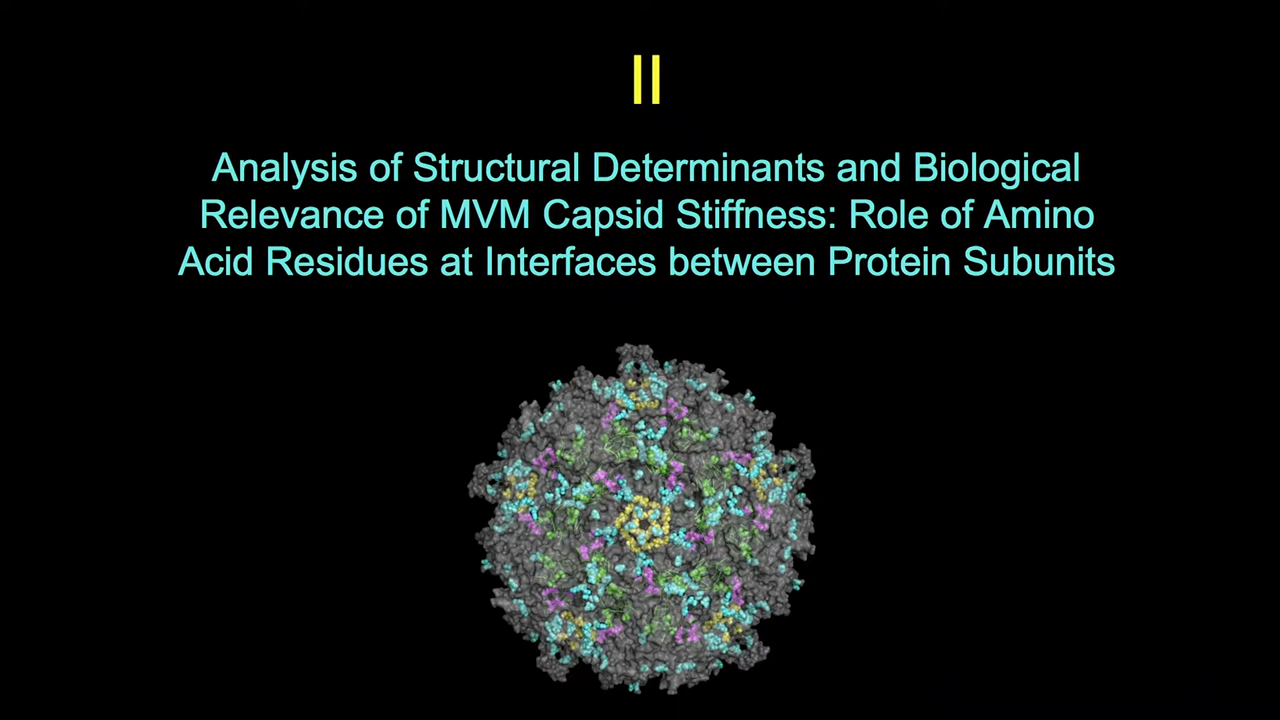 II
Analysis of Structural Determinants and Biological
Relevance of MVM Capsid Stiffness: Role of Amino
Acid Residues at Interfaces between Protein Subunits